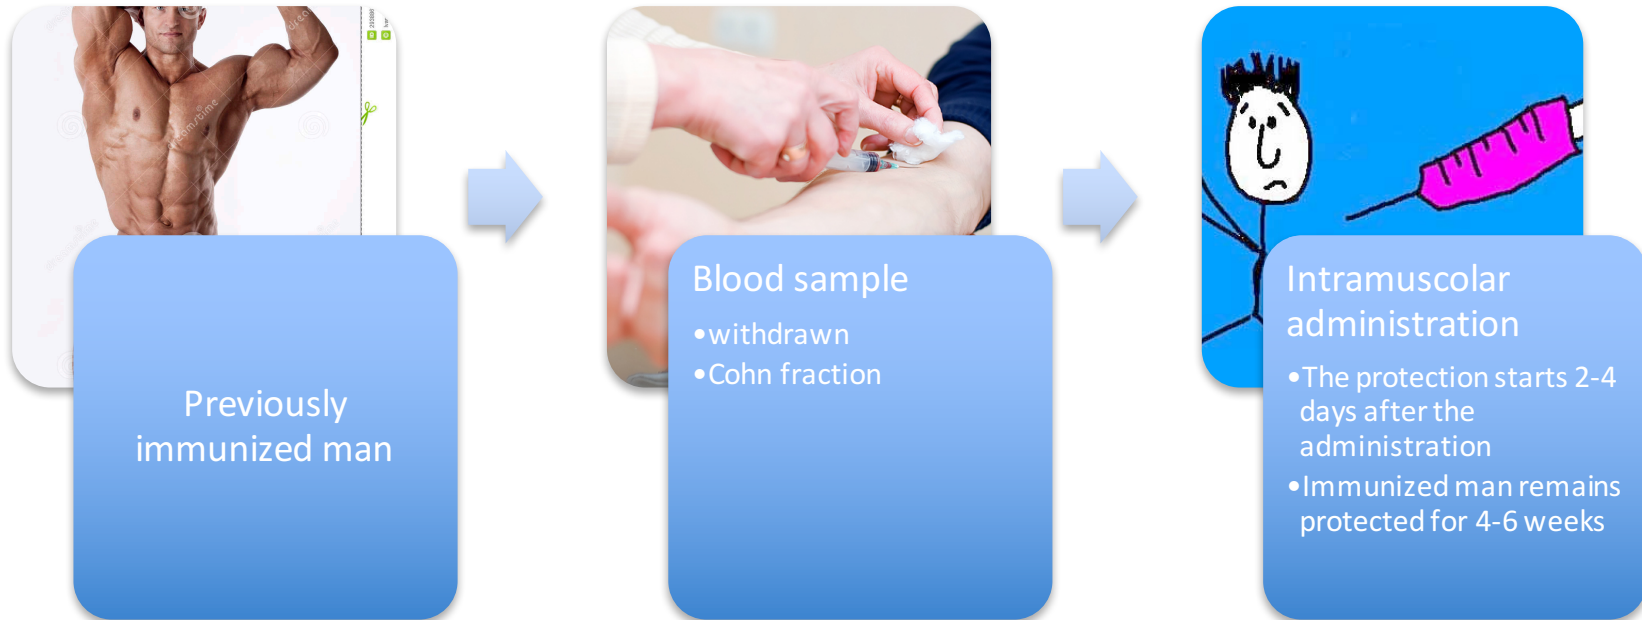 Previously
immunized man
Blood sample
•withdrawn
•Cohn fraction
Intramuscolar
administration
•The protection starts 2-4
days after the
administration
•Immunized man remains
protected for 4-6 weeks